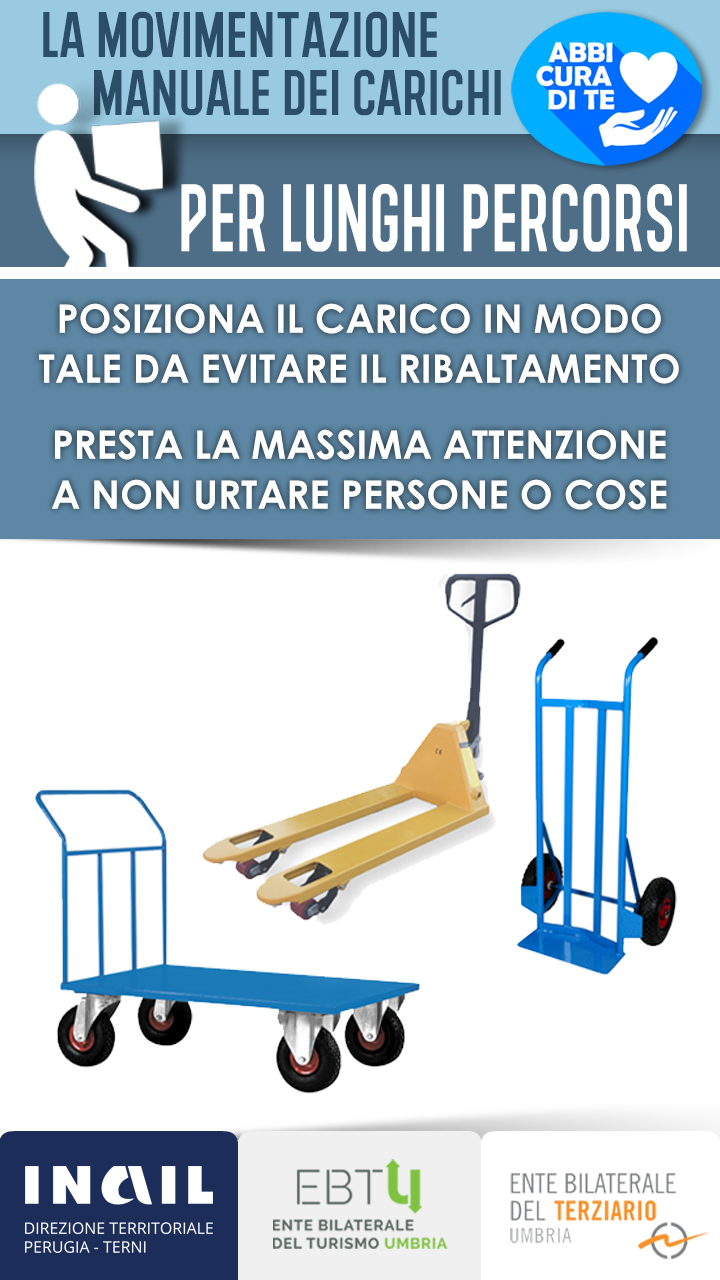 LA MOVIMENTAZIONE
MANUALE DEI CARICHI
ABBI
CURA
DI TE
PER LUNGHI PERCORSI
POSIZIONA IL CARICO IN MODO
TALE DA EVITARE IL RIBALTAMENTO
PRESTA LA MASSIMA ATTENZIONE
A NON URTARE PERSONE O COSE
CE
INAIL
DIREZIONE TERRITORIALE
PERUGIA - TERNI
EBTU
ENTE BILATERALE
DEL TURISMO UMBRIA
ENTE BILATERALE
DEL TERZIARIO
UMBRIA